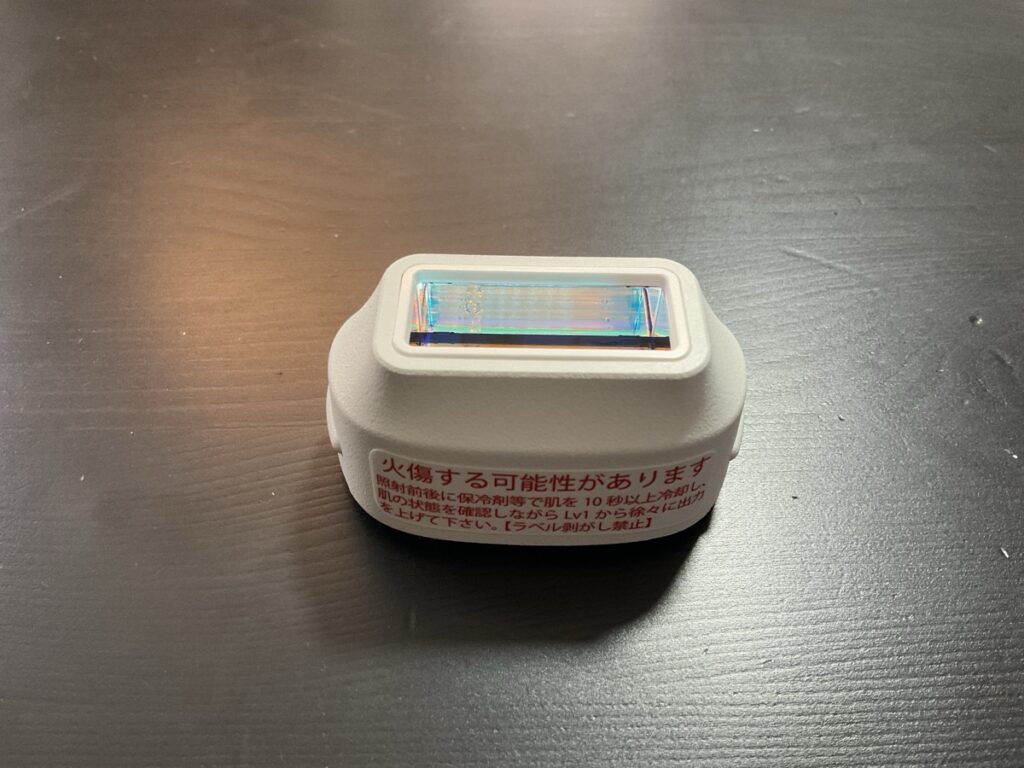 火傷する可能性があります
照射前後に保冷剤等で肌を 10 秒以上冷却し、
肌の状態を確認しながら Lv1 から徐々に出力
を上げて下さい。【ラベル剥がし禁止】